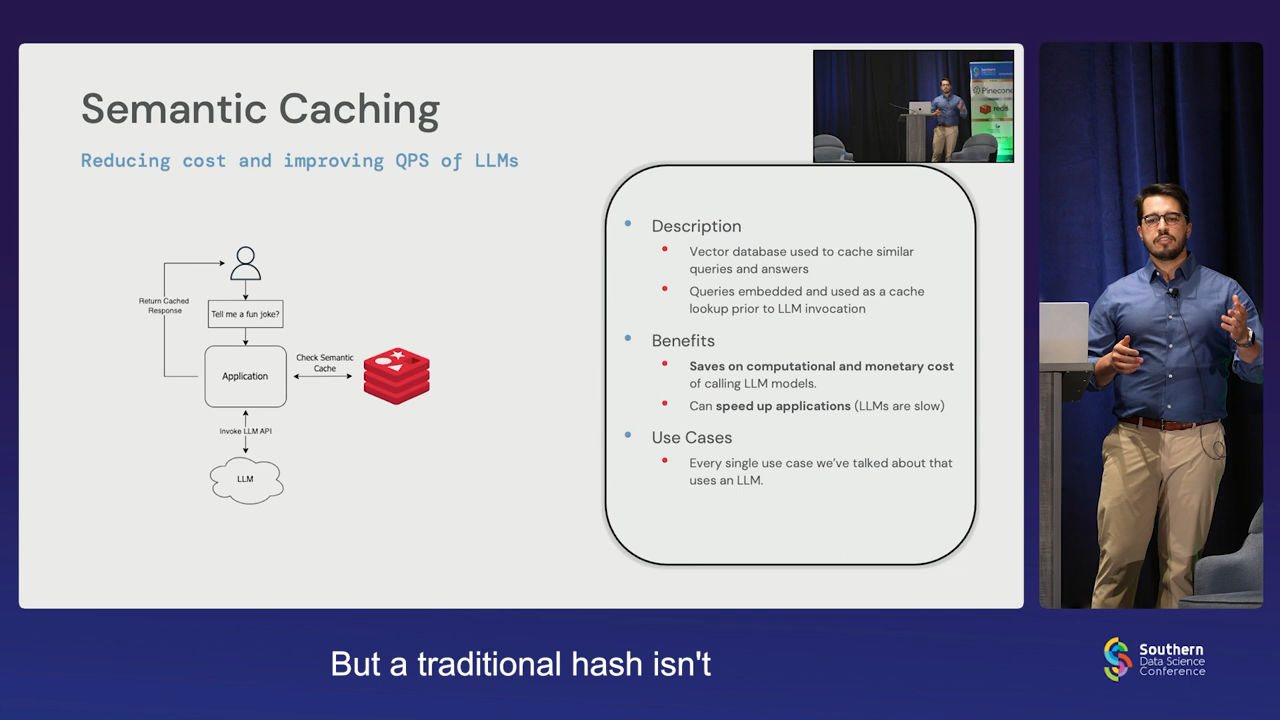 Semantic Caching
Reducing cost and improving QPS of LLMs
Return Cached
Response
Tell me a fun joke?
Application
Check Semantic
Cache
Invoke LLM API
LLM
Pinecone
redis
Description
Vector database used to cache similar
queries and answers
Queries embedded and used as a cache
lookup prior to LLM invocation
Benefits
Saves on computational and monetary cost
of calling LLM models.
Can speed up applications (LLMs are slow)
Use Cases
Every single use case we've talked about that
uses an LLM.
But a traditional hash isn't
Southern
Data Science
Conference